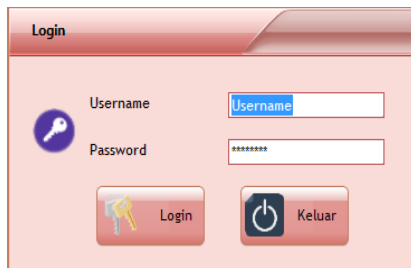 Login
Username Username
Password ********
Login Keluar